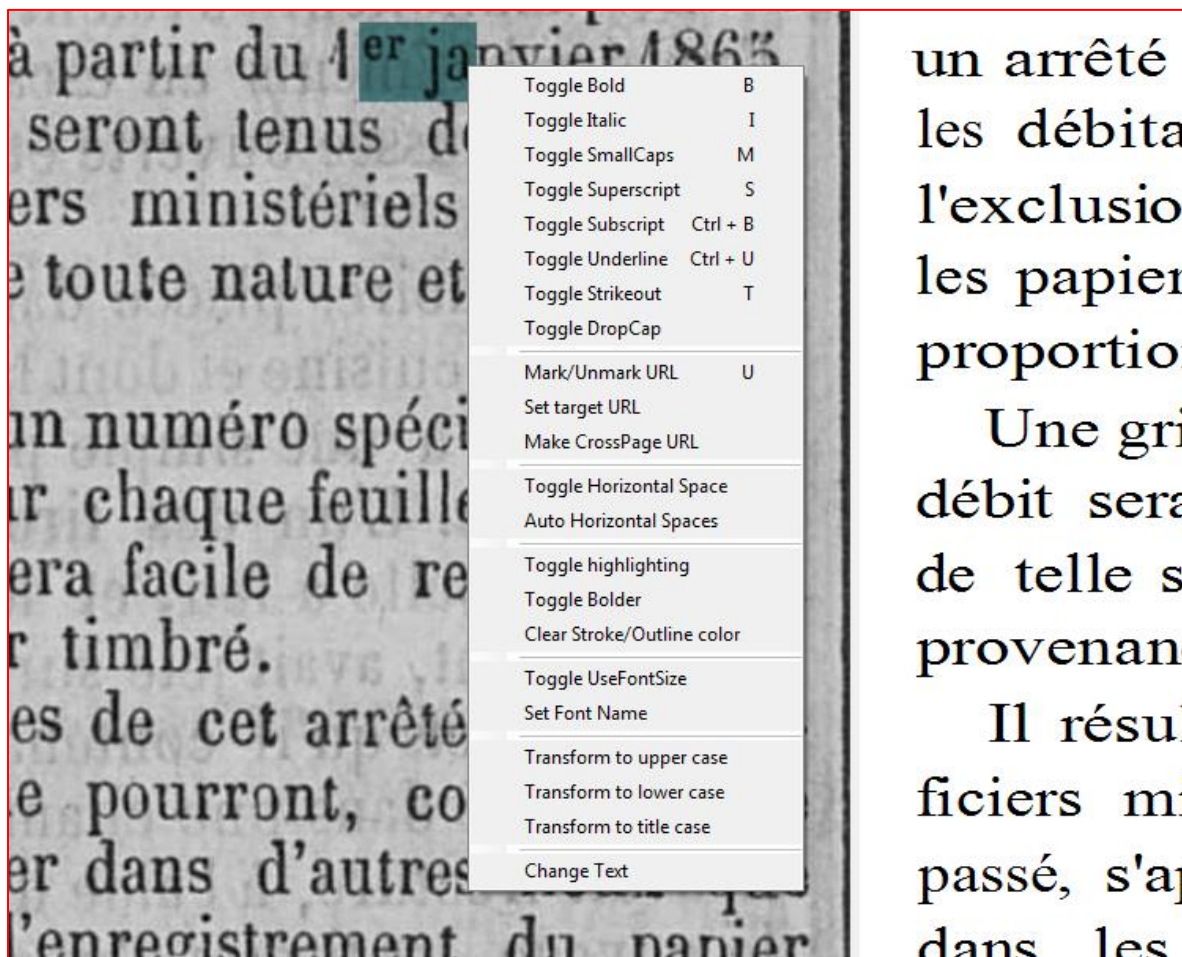 à partir du 1er janvier 1865
seront tenus
ers ministériels
toute nature et
un numéro
chaque feuille
era facile de re
timbré.
es de cet arrêté
pourront, co
er dans d'autres
l'enregistrement du papier
Toggle Bold B
Toggle Italic I
Toggle SmallCaps M
Toggle Superscript S
Toggle Subscript Ctrl + B
Toggle Underline Ctrl + U
Toggle Strikeout T
Toggle DropCap
Mark/Unmark URL U
Set target URL
Make CrossPage URL
Toggle Horizontal Space
Auto Horizontal Spaces
Toggle highlighting
Toggle Bolder
Clear Stroke/Outline color
Toggle UseFontSize
Set Font Name
Transform to upper case
Transform to lower case
Transform to title case
Change Text
un arrêté
les débita
l'exclusio
les papier
proportion
Une gri
débit sera
de telle s
provenan
Il résul
ficiers mi
passé, s'ap
dans les